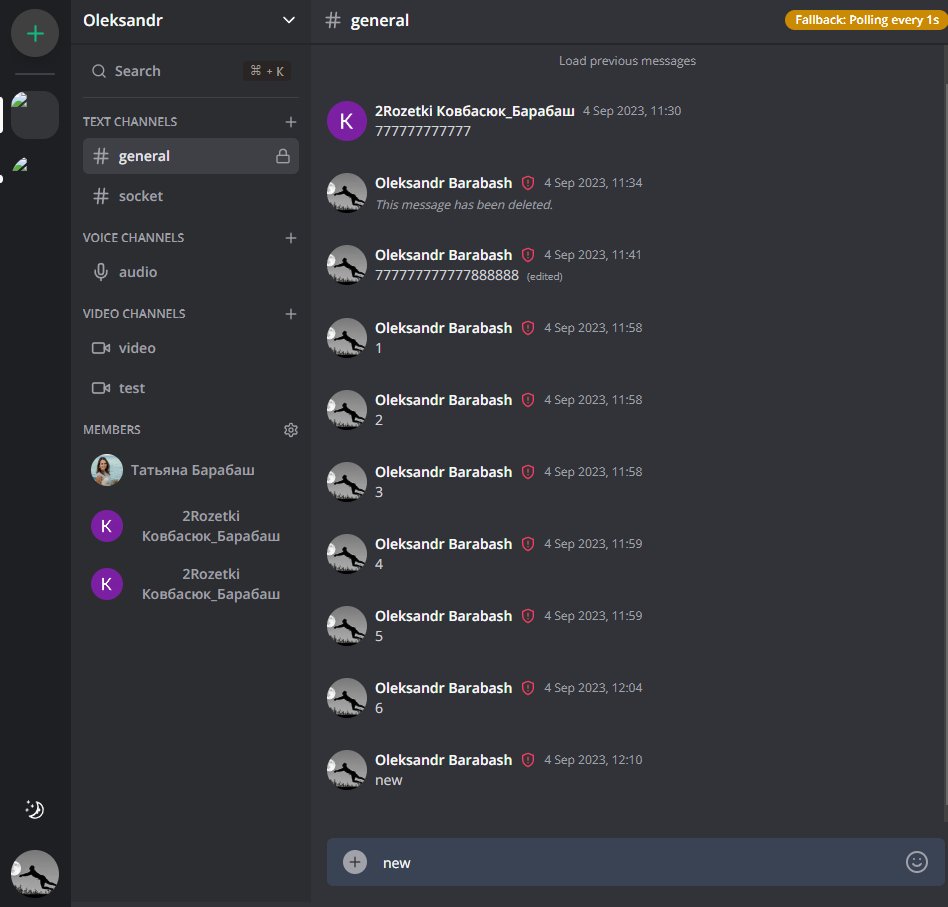 Oleksandr
Search
⌘ + K
TEXT CHANNELS
general
socket
VOICE CHANNELS
audio
VIDEO CHANNELS
video
test
MEMBERS
Татьяна Барабаш
K
2Rozetki
Ковбасюк_Барабаш
K
2Rozetki
Ковбасюк_Барабаш
# general
Fallback: Polling every 1s
Load previous messages
K
2Rozetki Ковбасюк_Барабаш 4 Sep 2023, 11:30
777777777777
Oleksandr Barabash 4 Sep 2023, 11:34
This message has been deleted.
Oleksandr Barabash 4 Sep 2023, 11:41
777777777777888888 (edited)
Oleksandr Barabash 4 Sep 2023, 11:58
1
Oleksandr Barabash 4 Sep 2023, 11:58
2
Oleksandr Barabash 4 Sep 2023, 11:58
3
Oleksandr Barabash 4 Sep 2023, 11:59
4
Oleksandr Barabash 4 Sep 2023, 11:59
5
Oleksandr Barabash 4 Sep 2023, 12:04
6
Oleksandr Barabash 4 Sep 2023, 12:10
new
new